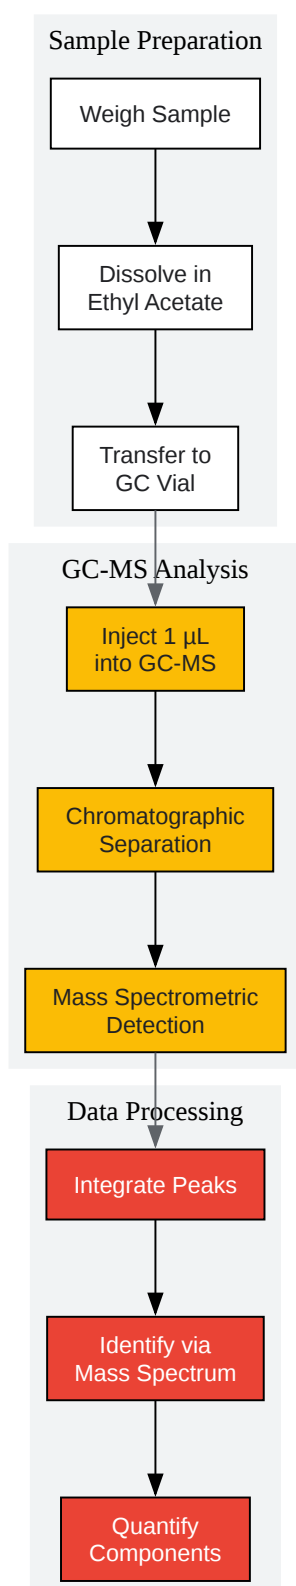 Sample Preparation
Weigh Sample
Dissolve in
Ethyl Acetate
Transfer to
GC Vial
GC-MS Analysis
Inject 1 µL
into GC-MS
Chromatographic
Separation
Mass Spectrometric
Detection
Data Processing
Integrate Peaks
Identify via
Mass Spectrum
Quantify
Components